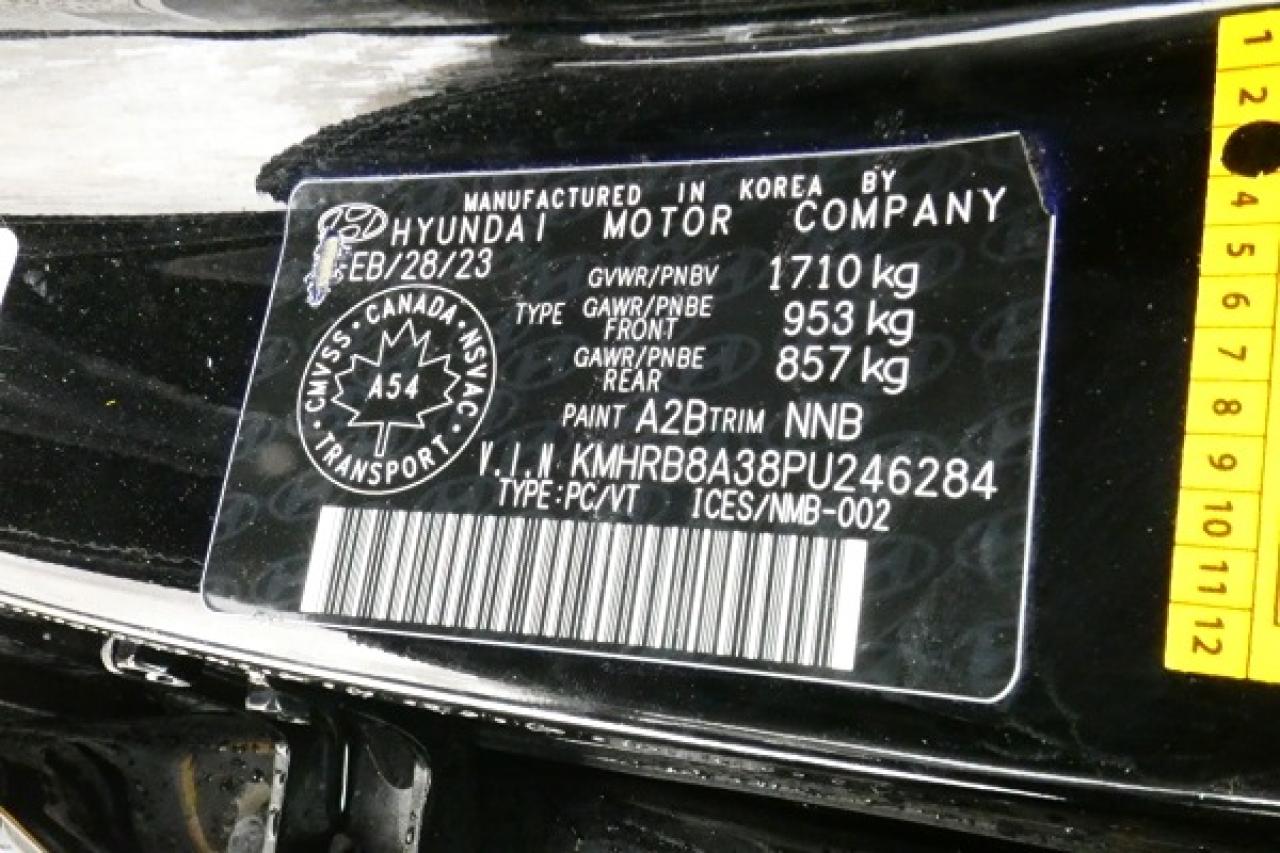 MANUFACTURED IN KOREA BY
HYUNDAI MOTOR COMPANY
EB/28/23
GVWR/PNBV 1710 kg
TYPE GAWR/PNBE FRONT 953 kg
GAWR/PNBE REAR 857 kg
PAINT A2B TRIM NNB
V.I.N KMHRB8A38PU246284
TYPE:PC/VT ICES/NMB-002
CMVSS · CANADA · NSVAC · TRANSPORT ·
A54
1
2
4
5
6
7
8
9
10
11
12